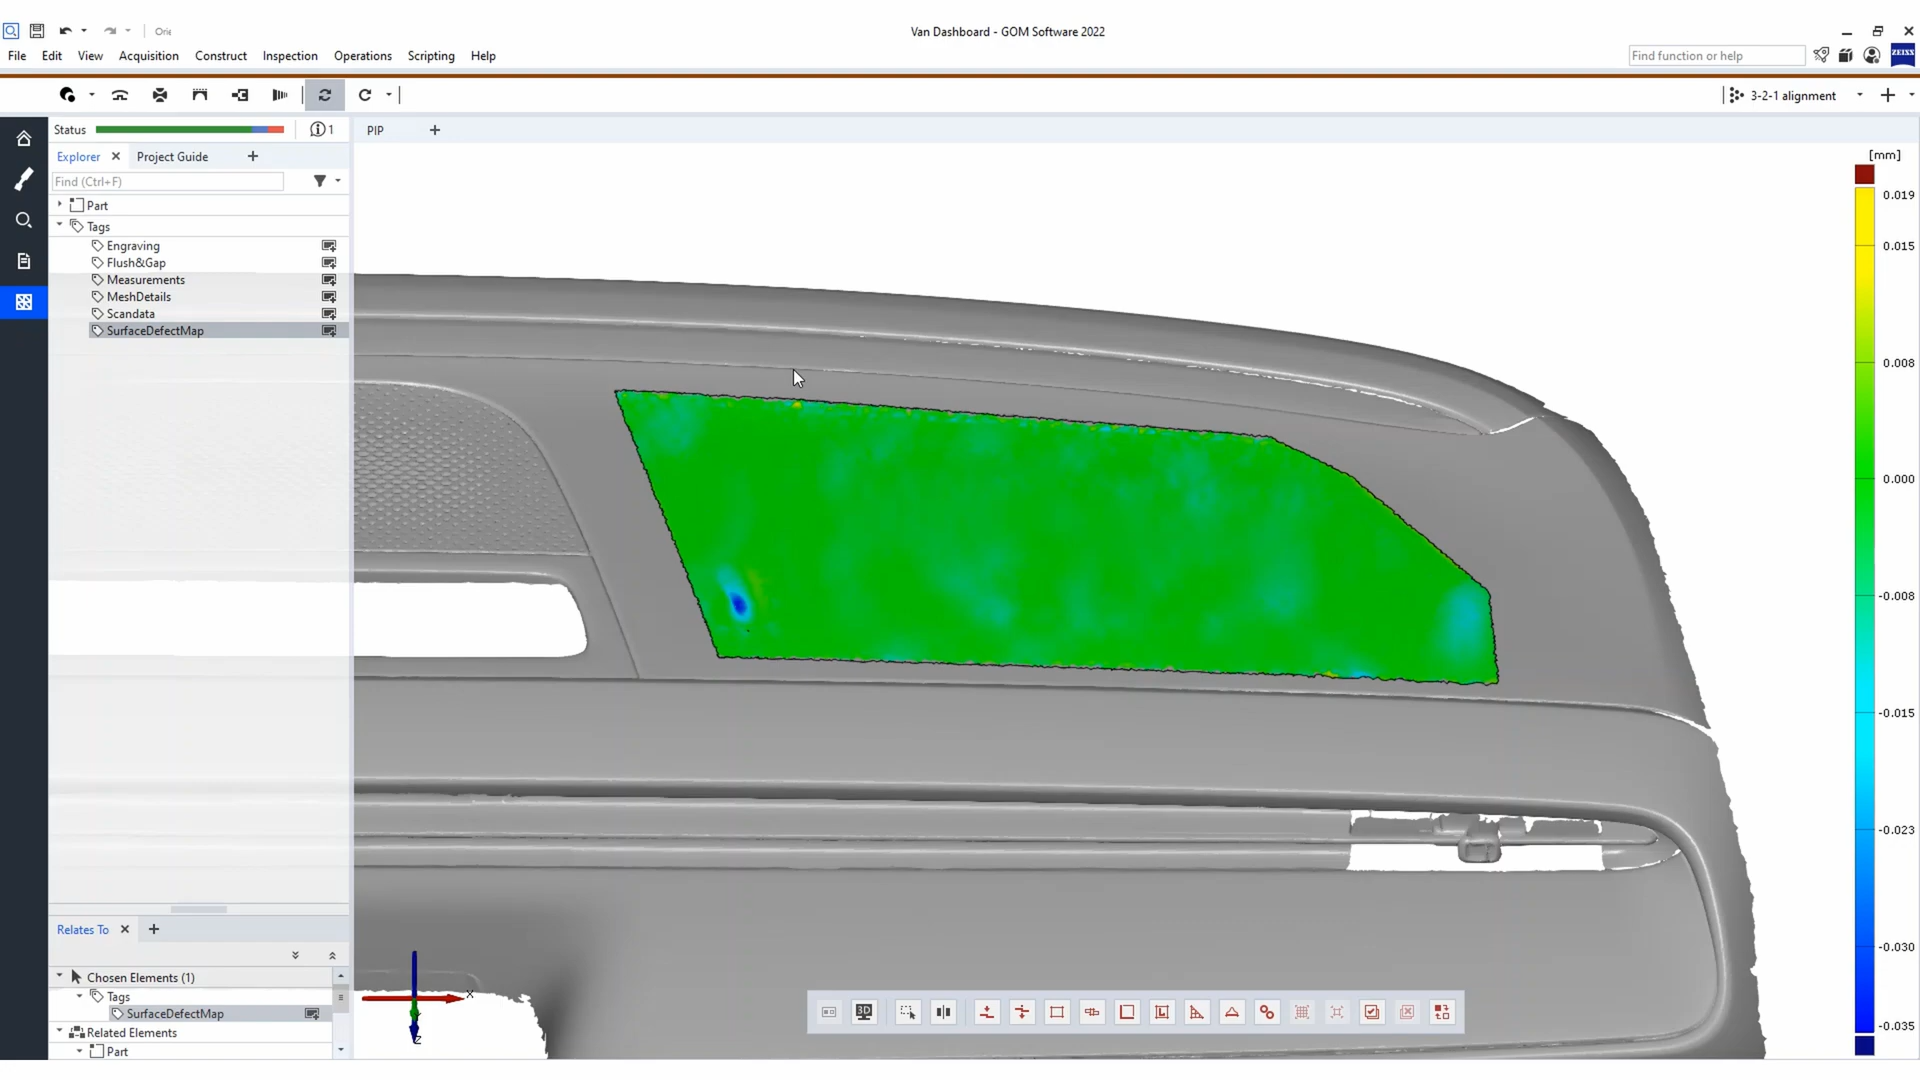 Orie
Van Dashboard - GOM Software 2022
File Edit View Acquisition Construct Inspection Operations Scripting Help
Find function or help
ZEISS
3-2-1 alignment
Status
1
PIP
Explorer
Project Guide
Find (Ctrl+F)
Part
Tags
Engraving
Flush&Gap
Measurements
MeshDetails
Scandata
SurfaceDefectMap
[mm]
0.019
0.015
0.008
0.000
-0.008
-0.015
-0.023
-0.030
-0.035
Relates To
Chosen Elements (1)
Tags
SurfaceDefectMap
Related Elements
Part
X
Z
3D